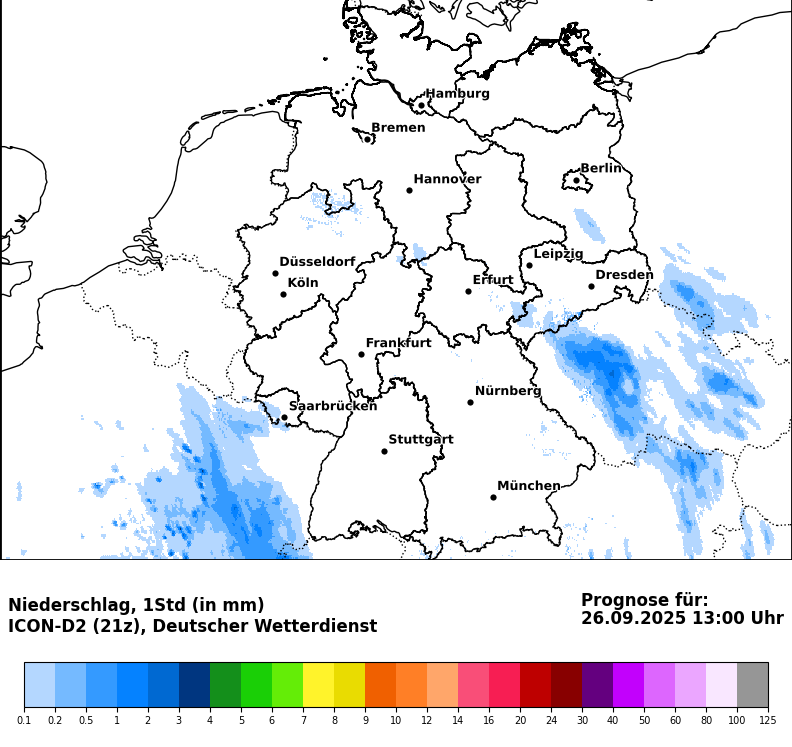 Hamburg
Bremen
Berlin
Hannover
Leipzig
Düsseldorf
Dresden
Köln
Erfurt
Frankfurt
Nürnberg
Saarbrücken
Stuttgart
München
Niederschlag, 1Std (in mm)
ICON-D2 (21z), Deutscher Wetterdienst
Prognose für:
26.09.2025 13:00 Uhr
0.1 0.2 0.5 1 2 3 4 5 6 7 8 9 10 12 14 16 20 24 30 40 50 60 80 100 125